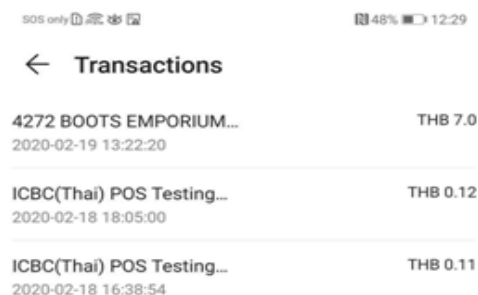 SOS only 48% 12:29
Transactions
4272 BOOTS EMPORIUM... THB 7.0
2020-02-19 13:22:20
ICBC(Thai) POS Testing... THB 0.12
2020-02-18 18:05:00
ICBC(Thai) POS Testing... THB 0.11
2020-02-18 16:38:54